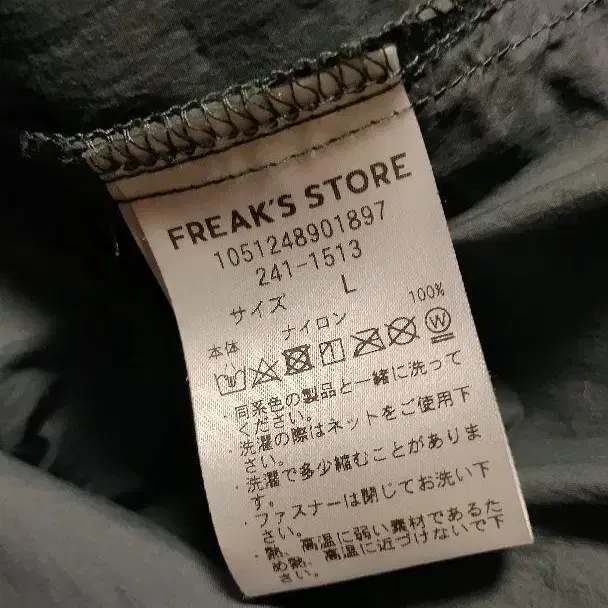 FREAK'S STORE
1051248901897
241-1513
サイズ L
本体 ナイロン 100%
W
・同系色の製品と一緒に洗って
ください。
・洗濯の際はネットをご使用下
さい。
・洗濯で多少縮むことがありま
す。
・ファスナーは閉じてお洗い下
さい。
・熱、高温に弱い素材であるた
め熱、高温に近づけないで下
さい。